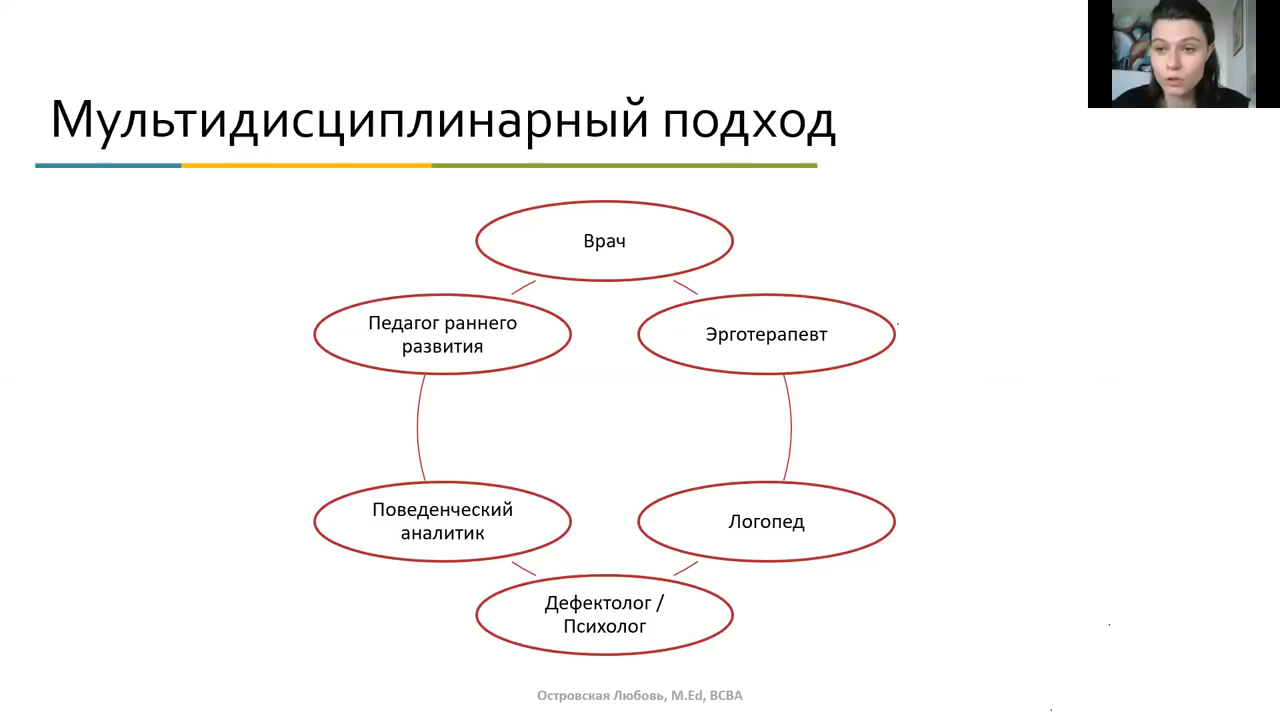 Мультидисциплинарный подход
Врач
Педагог раннего
развития
Эрготерапевт
Поведенческий
аналитик
Логопед
Дефектолог /
Психолог
Островская Любовь, M.Ed, BCBA